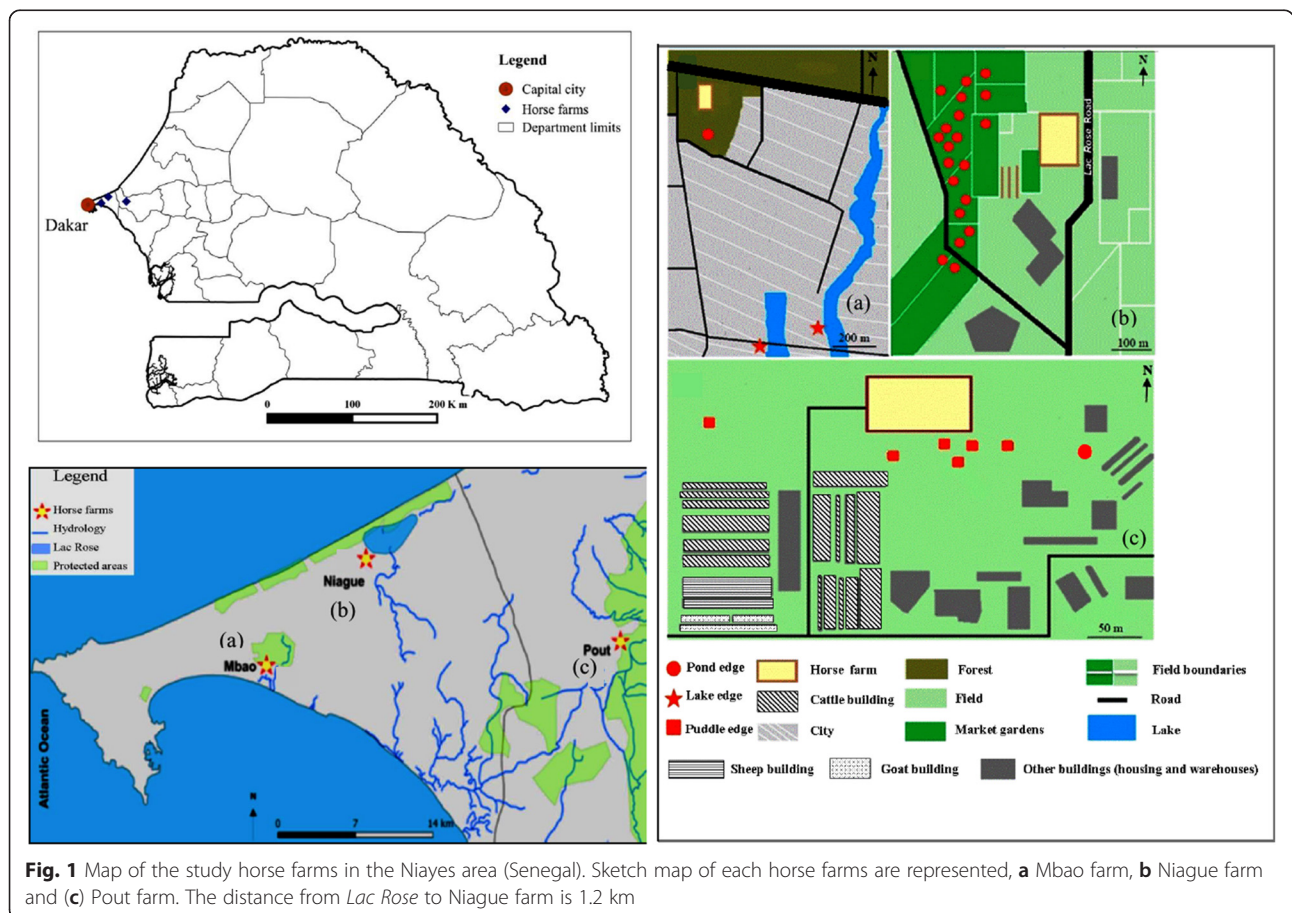 Legend
Capital city
Horse farms
Department limits
Dakar
0 100 200 K m
Legend
Horse farms
Hydrology
Lac Rose
Protected areas
Niague
(b)
(a)
Mbao
Pout
(c)
Atlantic Ocean
N
0 7 14 km
N
(a)
200 m
N
Lac Rose Road
(b)
100 m
N
(c)
50 m
Pond edge
Horse farm
Forest
Field boundaries
Lake edge
Cattle building
Field
Road
Puddle edge
City
Market gardens
Lake
Sheep building
Goat building
Other buildings (housing and warehouses)
Fig. 1 Map of the study horse farms in the Niayes area (Senegal). Sketch map of each horse farms are represented, a Mbao farm, b Niague farm
and (c) Pout farm. The distance from Lac Rose to Niague farm is 1.2 km